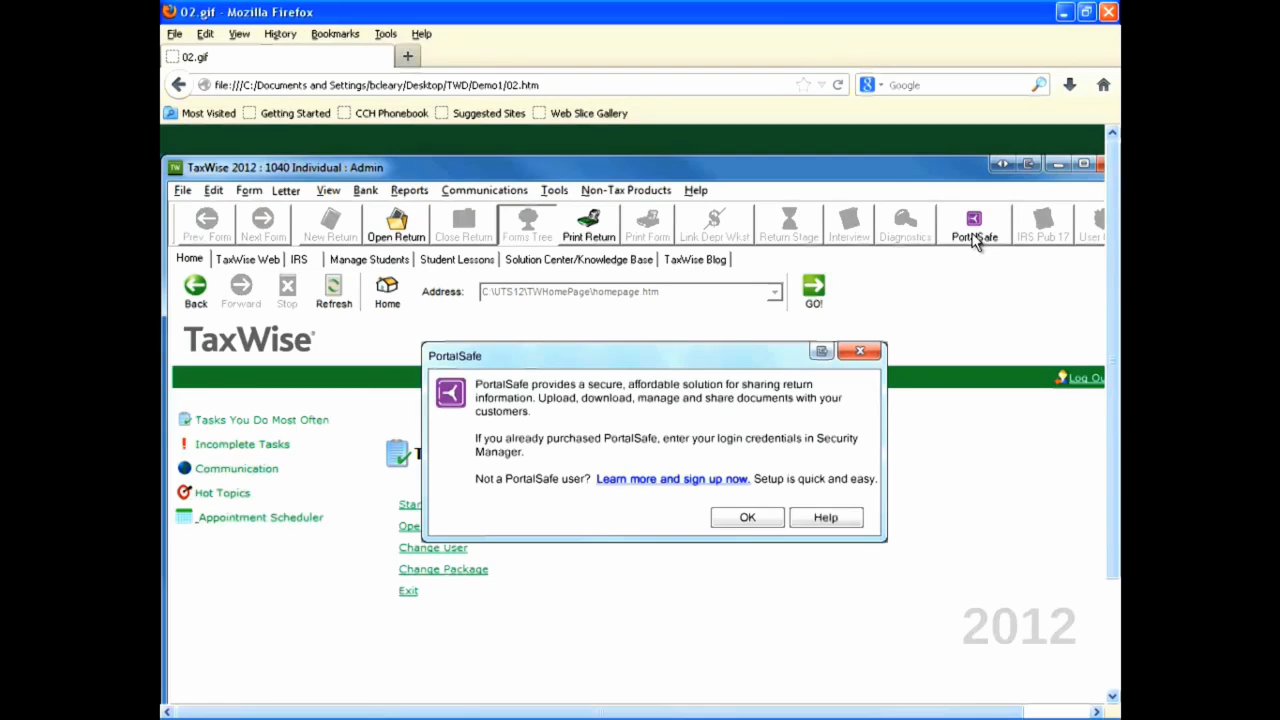 02.gif - Mozilla Firefox
File Edit View History Bookmarks Tools Help
02.gif
file:///C:/Documents and Settings/bcleary/Desktop/TWD/Demo1/02.htm
Google
Most Visited Getting Started CCH Phonebook Suggested Sites Web Slice Gallery
TaxWise 2012 : 1040 Individual : Admin
File Edit Form Letter View Bank Reports Communications Tools Non-Tax Products Help
Prev. Form Next Form New Return Open Return Close Return Forms Tree Print Return Print Form Link Dept Wkst Return Stage Interview Diagnostics PortalSafe IRS Pub 17 User
Home TaxWise Web IRS Manage Students Student Lessons Solution Center/Knowledge Base TaxWise Blog
Back Forward Stop Refresh Home Address: C:\UTS12\TWHomePage\homepage htm GO!
TaxWise®
Log Ou
PortalSafe
PortalSafe provides a secure, affordable solution for sharing return
information. Upload, download, manage and share documents with your
customers.
If you already purchased PortalSafe, enter your login credentials in Security
Manager.
Not a PortalSafe user? Learn more and sign up now. Setup is quick and easy.
OK Help
Tasks You Do Most Often
Incomplete Tasks
Communication
Hot Topics
Appointment Scheduler
T
Star
Ope
Change User
Change Package
Exit
2012